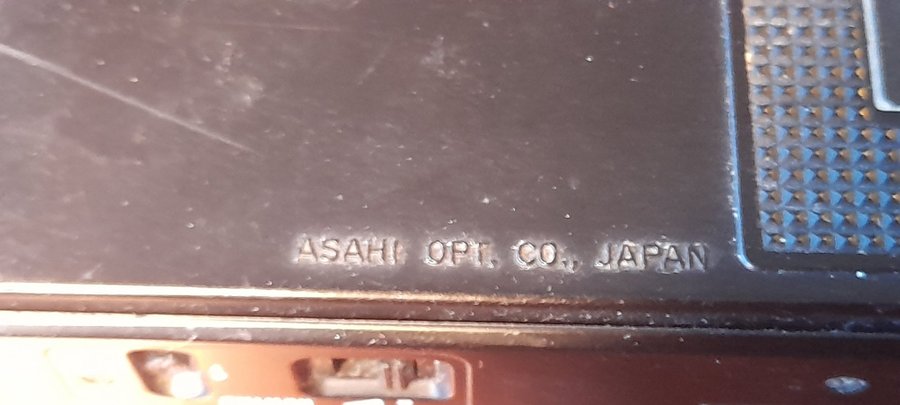 ASAHI OPT. CO., JAPAN